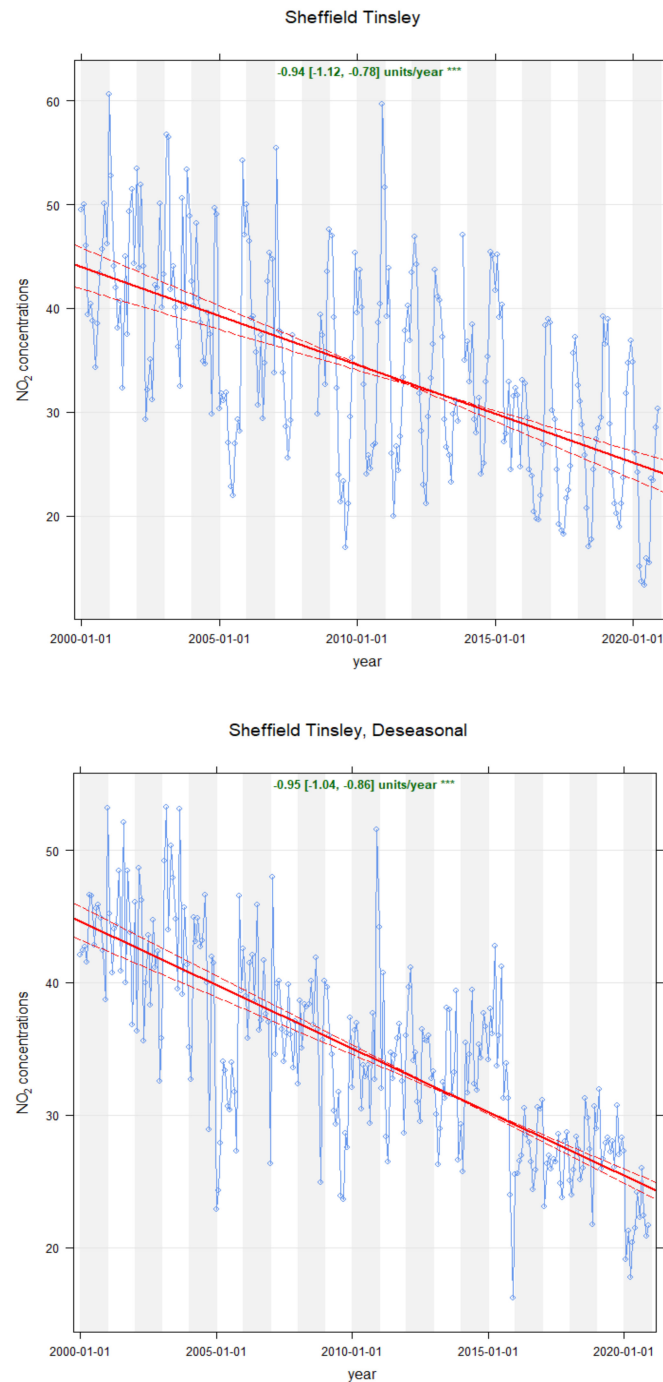 Sheffield Tinsley
-0.94 [-1.12, -0.78] units/year ***
60
50
40
30
20
NO₂ concentrations
2000-01-01 2005-01-01 2010-01-01 2015-01-01 2020-01-01
year
Sheffield Tinsley, Deseasonal
-0.95 [-1.04, -0.86] units/year ***
50
40
30
20
NO₂ concentrations
2000-01-01 2005-01-01 2010-01-01 2015-01-01 2020-01-01
year